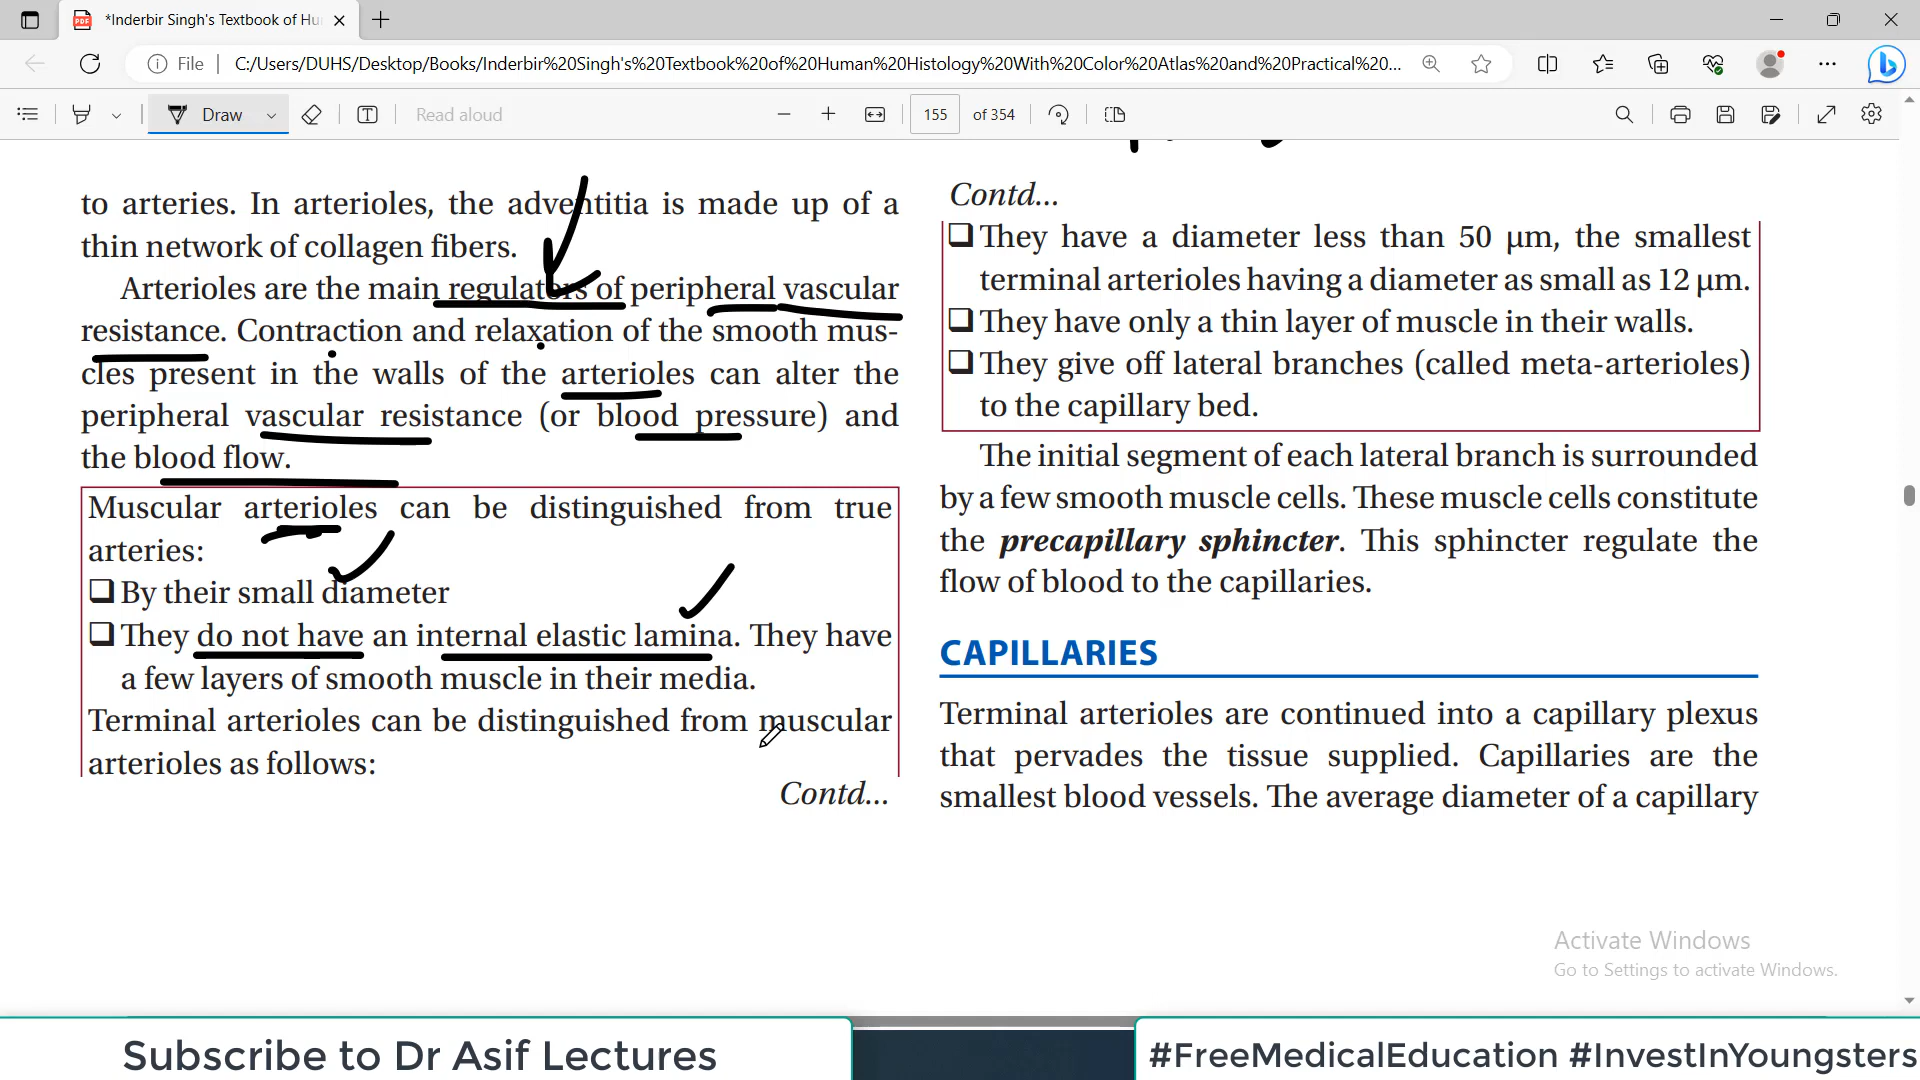 *Inderbir Singh's Textbook of Hu
File
C:/Users/DUHS/Desktop/Books/Inderbir%20Singh's%20Textbook%20of%20Human%20Histology%20With%20Color%20Atlas%20and%20Practical%20...
Draw
Read aloud
155 of 354
to arteries. In arterioles, the adventitia is made up of a
thin network of collagen fibers.
Arterioles are the main regulators of peripheral vascular
resistance. Contraction and relaxation of the smooth mus-
cles present in the walls of the arterioles can alter the
peripheral vascular resistance (or blood pressure) and
the blood flow.
Muscular arterioles can be distinguished from true
arteries:
❑ By their small diameter
❑ They do not have an internal elastic lamina. They have
a few layers of smooth muscle in their media.
Terminal arterioles can be distinguished from muscular
arterioles as follows:
Contd...
Contd...
❑ They have a diameter less than 50 μm, the smallest
terminal arterioles having a diameter as small as 12 μm.
❑ They have only a thin layer of muscle in their walls.
❑ They give off lateral branches (called meta-arterioles)
to the capillary bed.
The initial segment of each lateral branch is surrounded
by a few smooth muscle cells. These muscle cells constitute
the precapillary sphincter. This sphincter regulate the
flow of blood to the capillaries.
CAPILLARIES
Terminal arterioles are continued into a capillary plexus
that pervades the tissue supplied. Capillaries are the
smallest blood vessels. The average diameter of a capillary
Activate Windows
Go to Settings to activate Windows.
Subscribe to Dr Asif Lectures
#FreeMedicalEducation #InvestInYoungsters